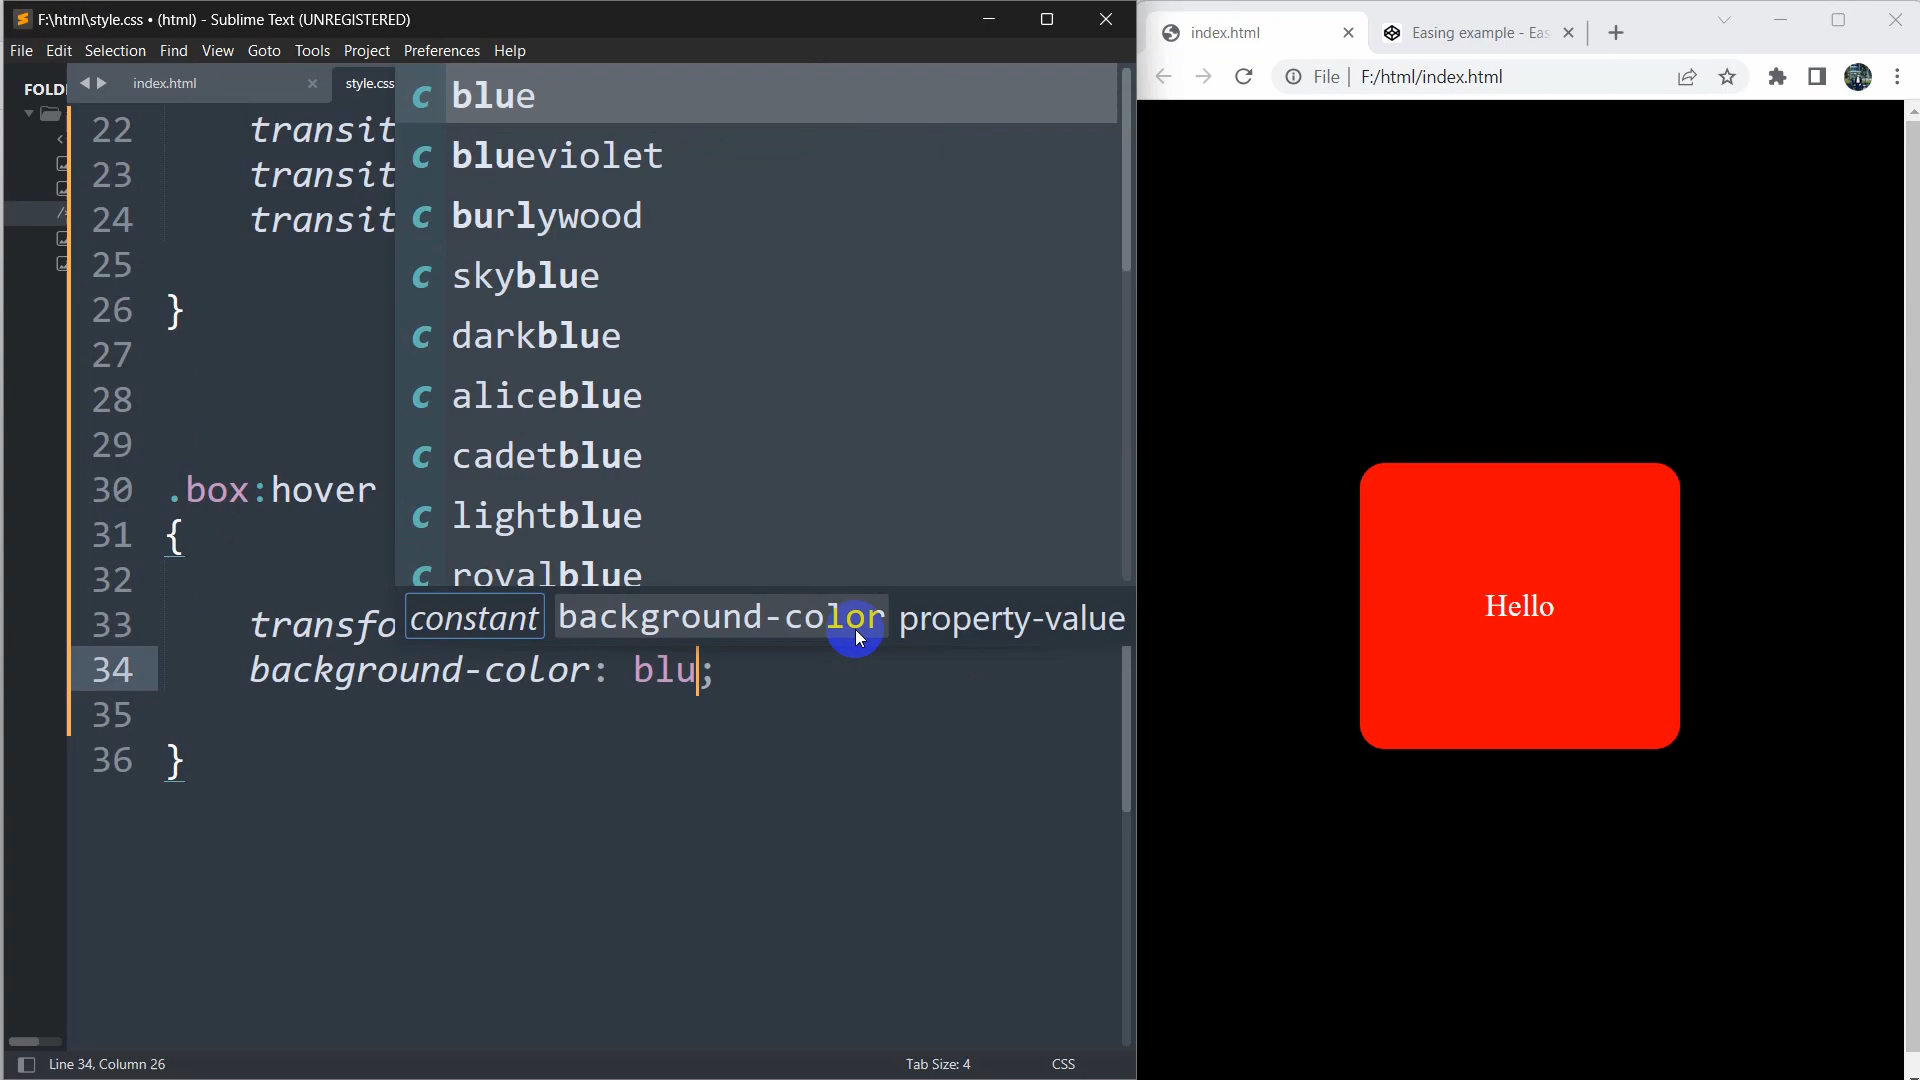 F:\html\style.css • (html) - Sublime Text (UNREGISTERED)
File Edit Selection Find View Goto Tools Project Preferences Help
FOLD
index.html
style.css
22 transit
23 transit
24 transit
25
26 }
27
28
29
30 .box:hover
31 {
32
33 transfo
34 background-color: blu;
35
36 }
c blue
c blueviolet
c burlywood
c skyblue
c darkblue
c aliceblue
c cadetblue
c lightblue
c royalblue
constant background-color property-value
Line 34, Column 26
Tab Size: 4
CSS
index.html
Easing example - Eas
File | F:/html/index.html
Hello